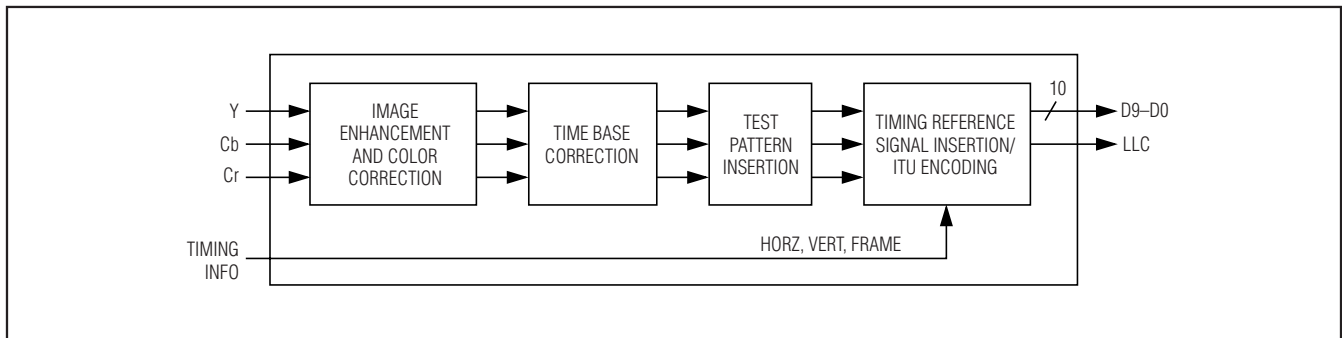 Y
Cb
Cr
TIMING
INFO
IMAGE
ENHANCEMENT
AND COLOR
CORRECTION
TIME BASE
CORRECTION
TEST
PATTERN
INSERTION
TIMING REFERENCE
SIGNAL INSERTION/
ITU ENCODING
HORZ, VERT, FRAME
10
D9–D0
LLC